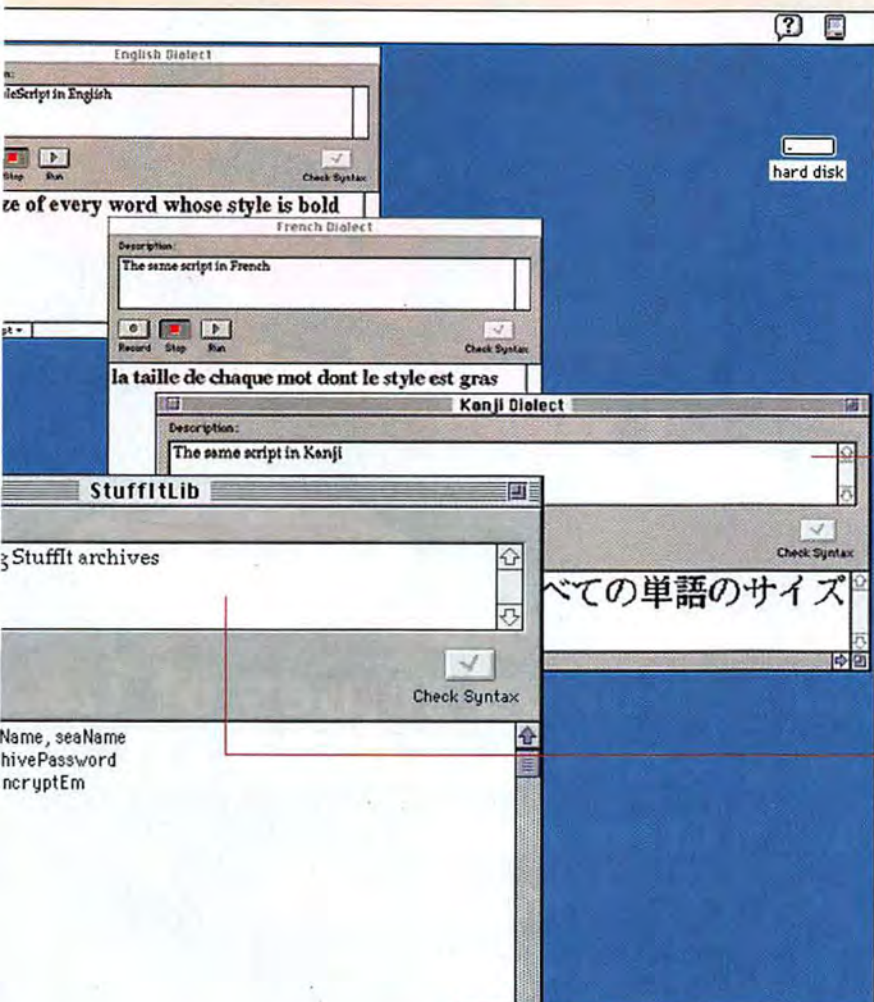 English Dialect
leScript in English
Stop Run Check Syntax
ze of every word whose style is bold
hard disk
French Dialect
Description:
The same script in French
pt
Record Stop Run Check Syntax
la taille de chaque mot dont le style est gras
Kanji Dialect
Description:
The same script in Kanji
Check Syntax
べての単語のサイズ
StuffItLib
g StuffIt archives
Check Syntax
Name, seaName
hivePassword
ncryptEm